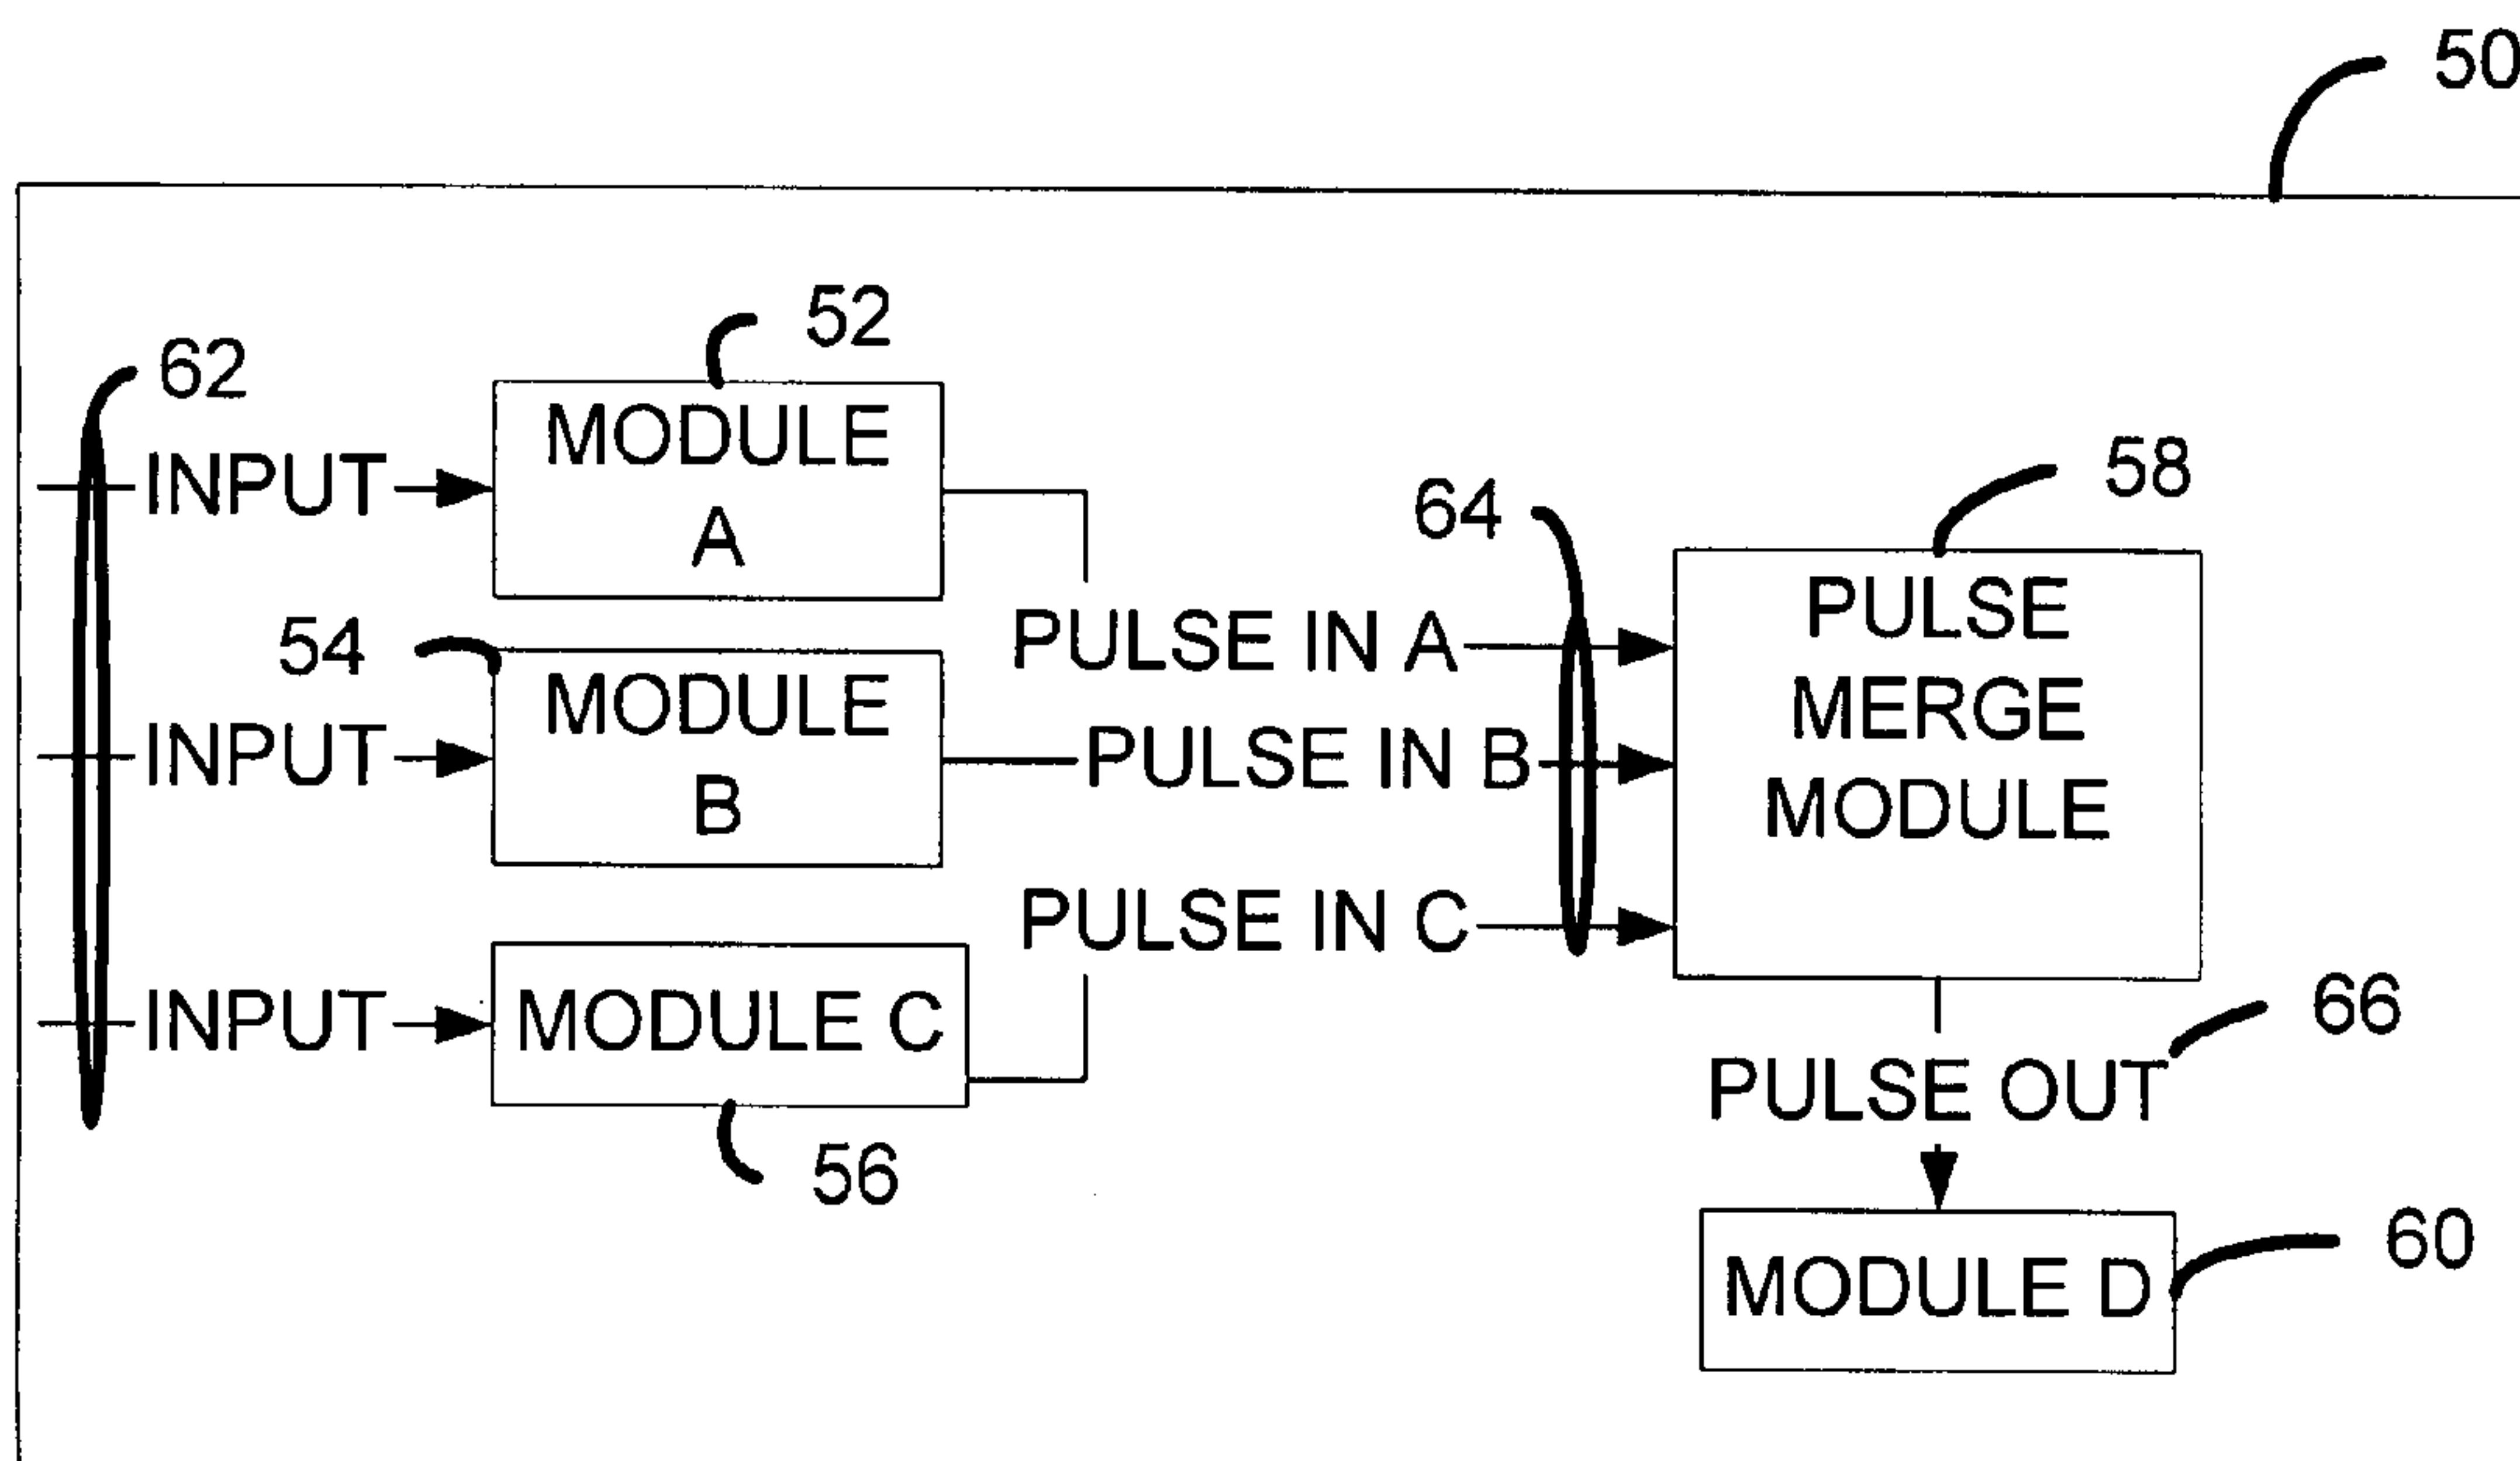 50
52
62
MODULE
A
INPUT
58
64
PULSE
MERGE
MODULE
54
PULSE IN A
MODULE
B
INPUT
PULSE IN B
PULSE IN C
66
INPUT
MODULE C
PULSE OUT
56
60
MODULE D